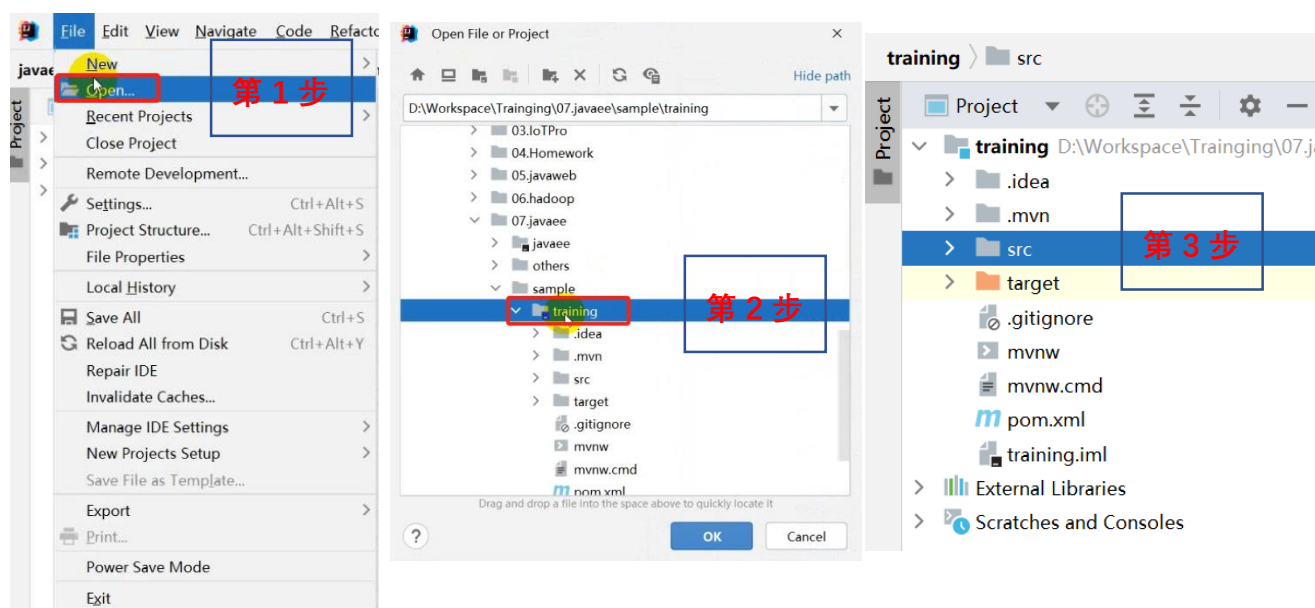 File Edit View Navigate Code Refacto
javae
Project
New
Open...
第 1 步
Recent Projects
Close Project
Remote Development...
Settings... Ctrl+Alt+S
Project Structure... Ctrl+Alt+Shift+S
File Properties
Local History
Save All Ctrl+S
Reload All from Disk Ctrl+Alt+Y
Repair IDE
Invalidate Caches...
Manage IDE Settings
New Projects Setup
Save File as Template...
Export
Print...
Power Save Mode
Exit
Open File or Project
Hide path
D:\Workspace\Trainging\07.javaee\sample\training
03.IoTPro
04.Homework
05.javaweb
06.hadoop
07.javaee
javaee
others
sample
training
第 2 步
.idea
.mvn
src
target
.gitignore
mvnw
mvnw.cmd
pom.xml
Drag and drop a file into the space above to quickly locate it
? OK Cancel
training src
Project
Project
training D:\Workspace\Trainging\07.ja
.idea
.mvn
src
第 3 步
target
.gitignore
mvnw
mvnw.cmd
m pom.xml
training.iml
External Libraries
Scratches and Consoles